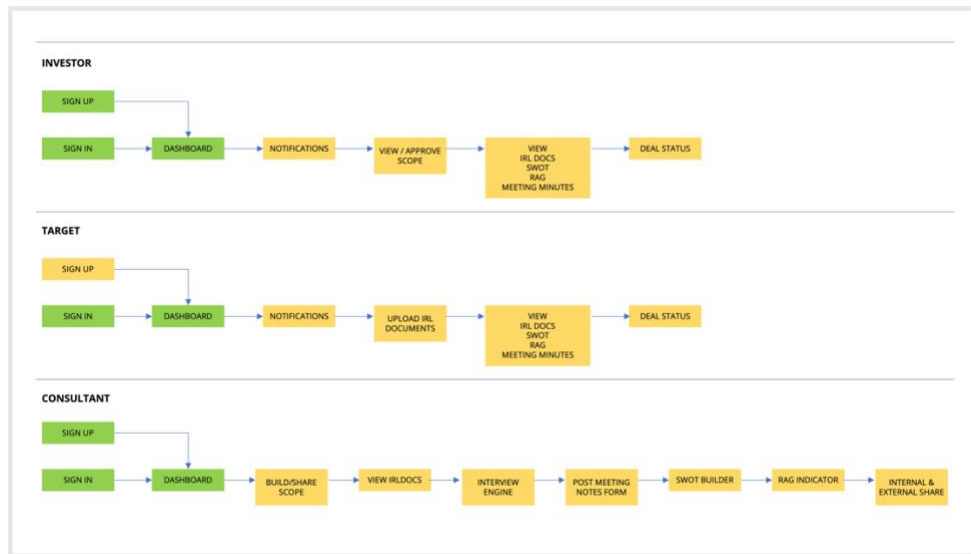 INVESTOR
SIGN UP
SIGN IN
DASHBOARD
NOTIFICATIONS
VIEW / APPROVE
SCOPE
VIEW
IRL DOCS
SWOT
RAG
MEETING MINUTES
DEAL STATUS
TARGET
SIGN UP
SIGN IN
DASHBOARD
NOTIFICATIONS
UPLOAD IRL
DOCUMENTS
VIEW
IRL DOCS
SWOT
RAG
MEETING MINUTES
DEAL STATUS
CONSULTANT
SIGN UP
SIGN IN
DASHBOARD
BUILD/SHARE
SCOPE
VIEW IRLDOCS
INTERVIEW
ENGINE
POST MEETING
NOTES FORM
SWOT BUILDER
RAG INDICATOR
INTERNAL &
EXTERNAL SHARE